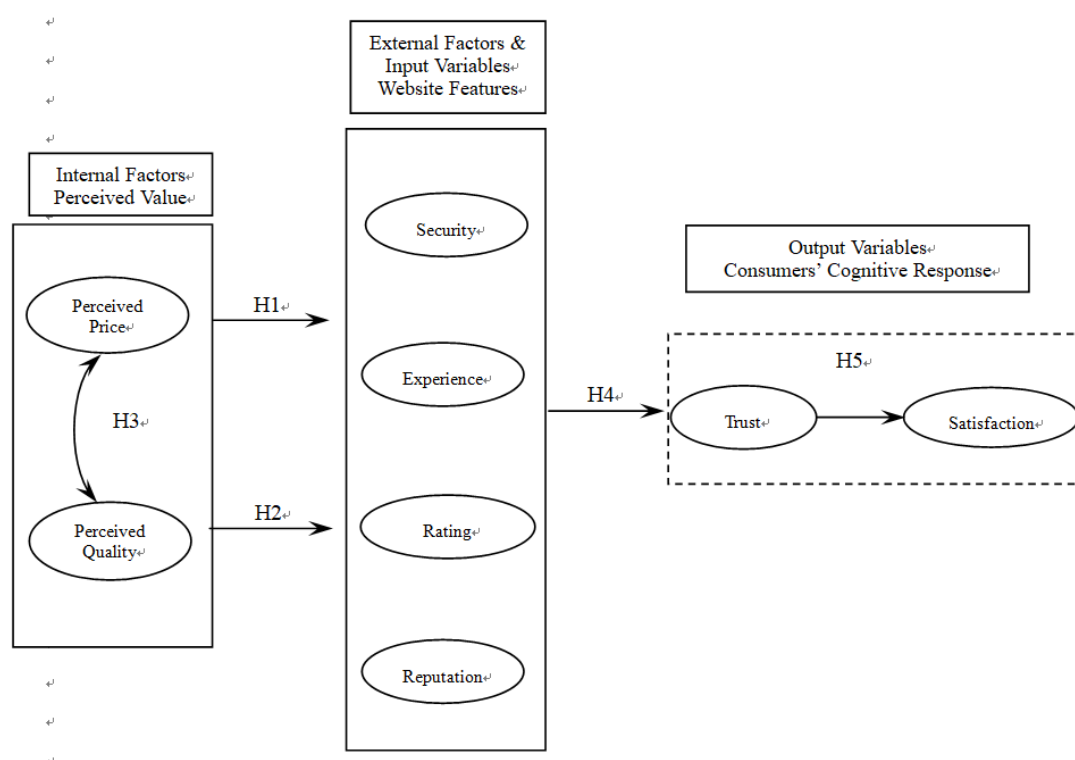 External Factors &
Input Variables
Website Features
Internal Factors
Perceived Value
Security
Output Variables
Consumers’ Cognitive Response
Perceived
Price
H1
H5
Experience
H4
Trust
Satisfaction
H3
H2
Perceived
Quality
Rating
Reputation